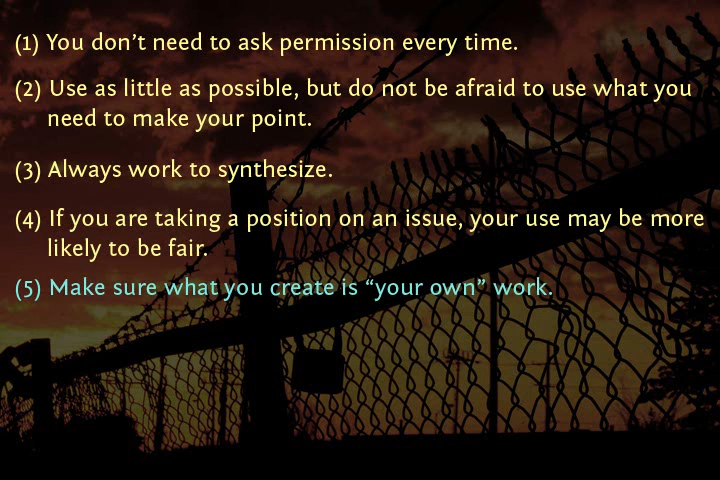 (1) You don’t need to ask permission every time.
(2) Use as little as possible, but do not be afraid to use what you
need to make your point.
(3) Always work to synthesize.
(4) If you are taking a position on an issue, your use may be more
likely to be fair.
(5) Make sure what you create is “your own” work.